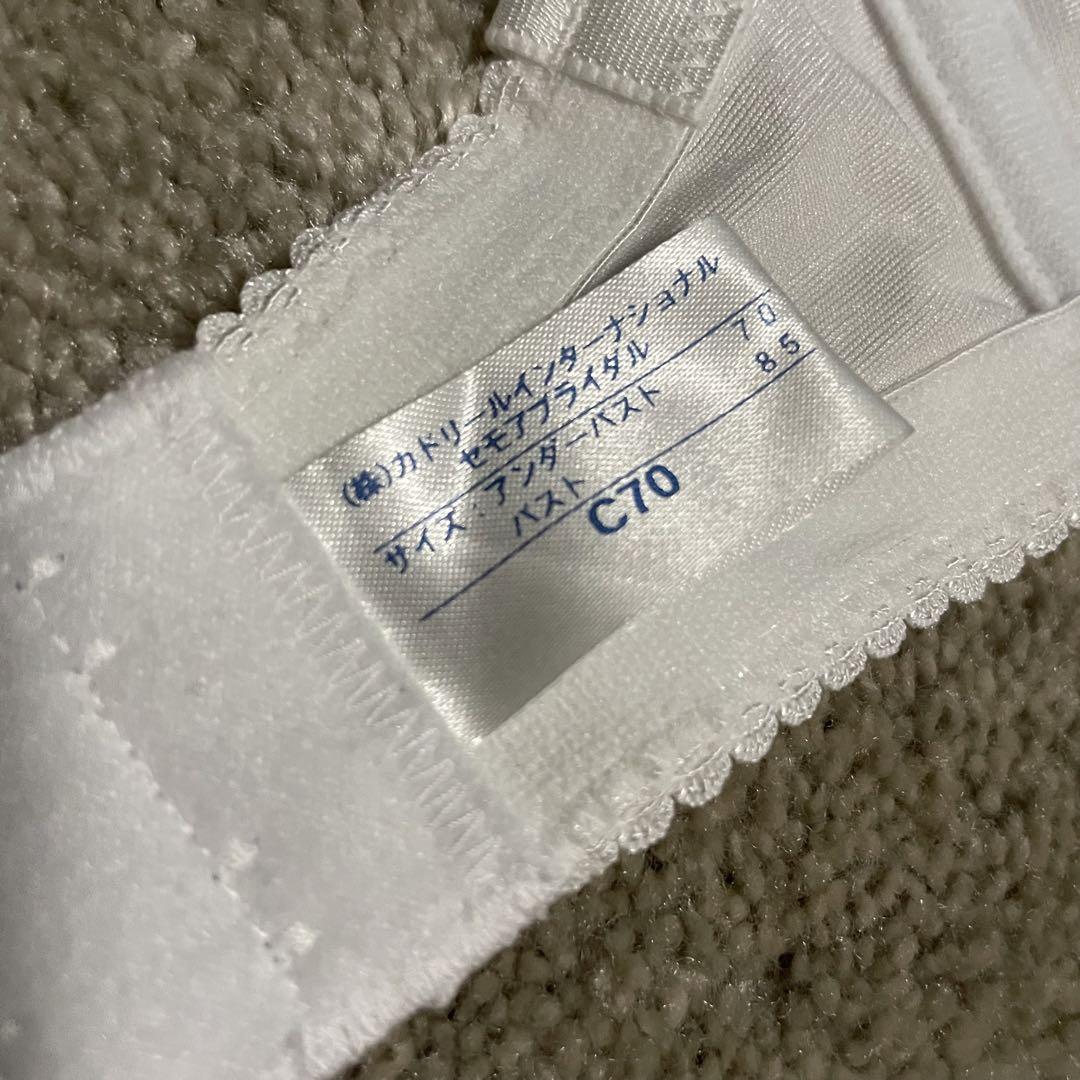 (株)カドリールインターナショナル
セモアブライダル
サイズ:アンダーバスト 70
バスト 85
C70